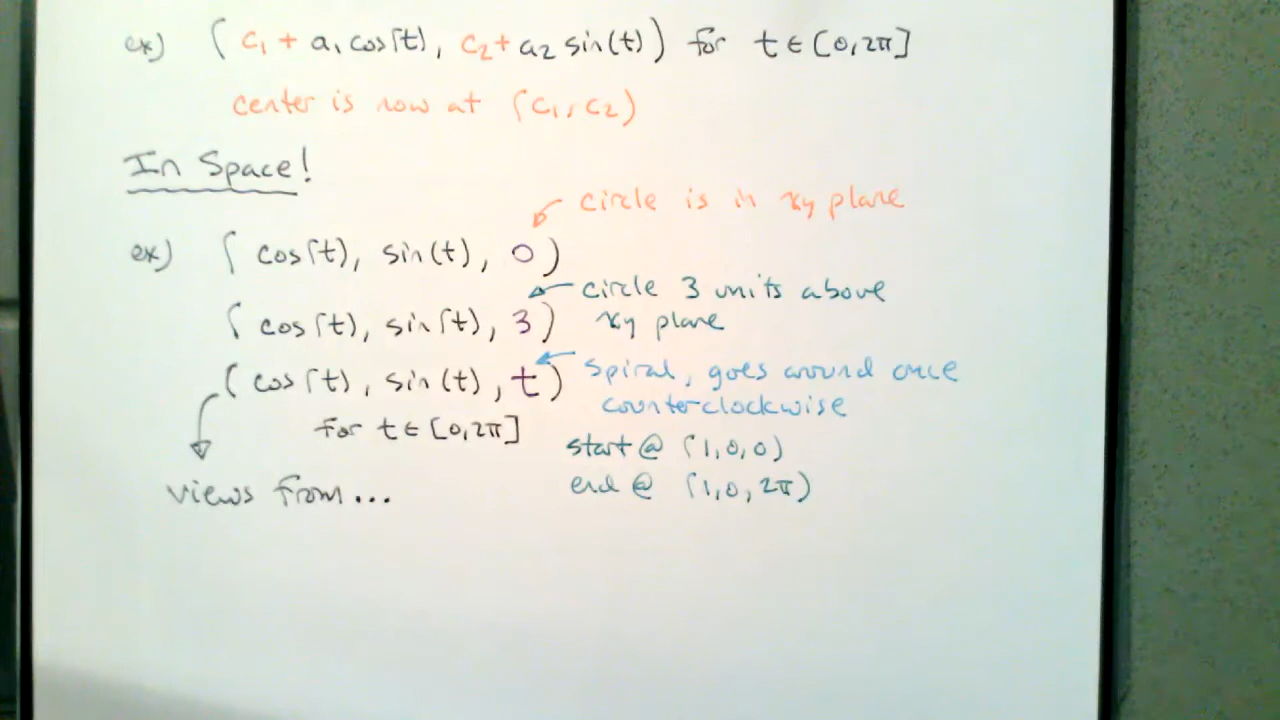 ex) (c₁ + a₁ cos(t), c₂ + a₂ sin(t)) for t ∈ [0, 2π]
center is now at (c₁, c₂)
In Space!
circle is in xy plane
ex) (cos(t), sin(t), 0)
circle 3 units above
(cos(t), sin(t), 3) xy plane
(cos(t), sin(t), t) spiral, goes around once
counterclockwise
for t ∈ [0, 2π]
start @ (1, 0, 0)
end @ (1, 0, 2π)
views from...